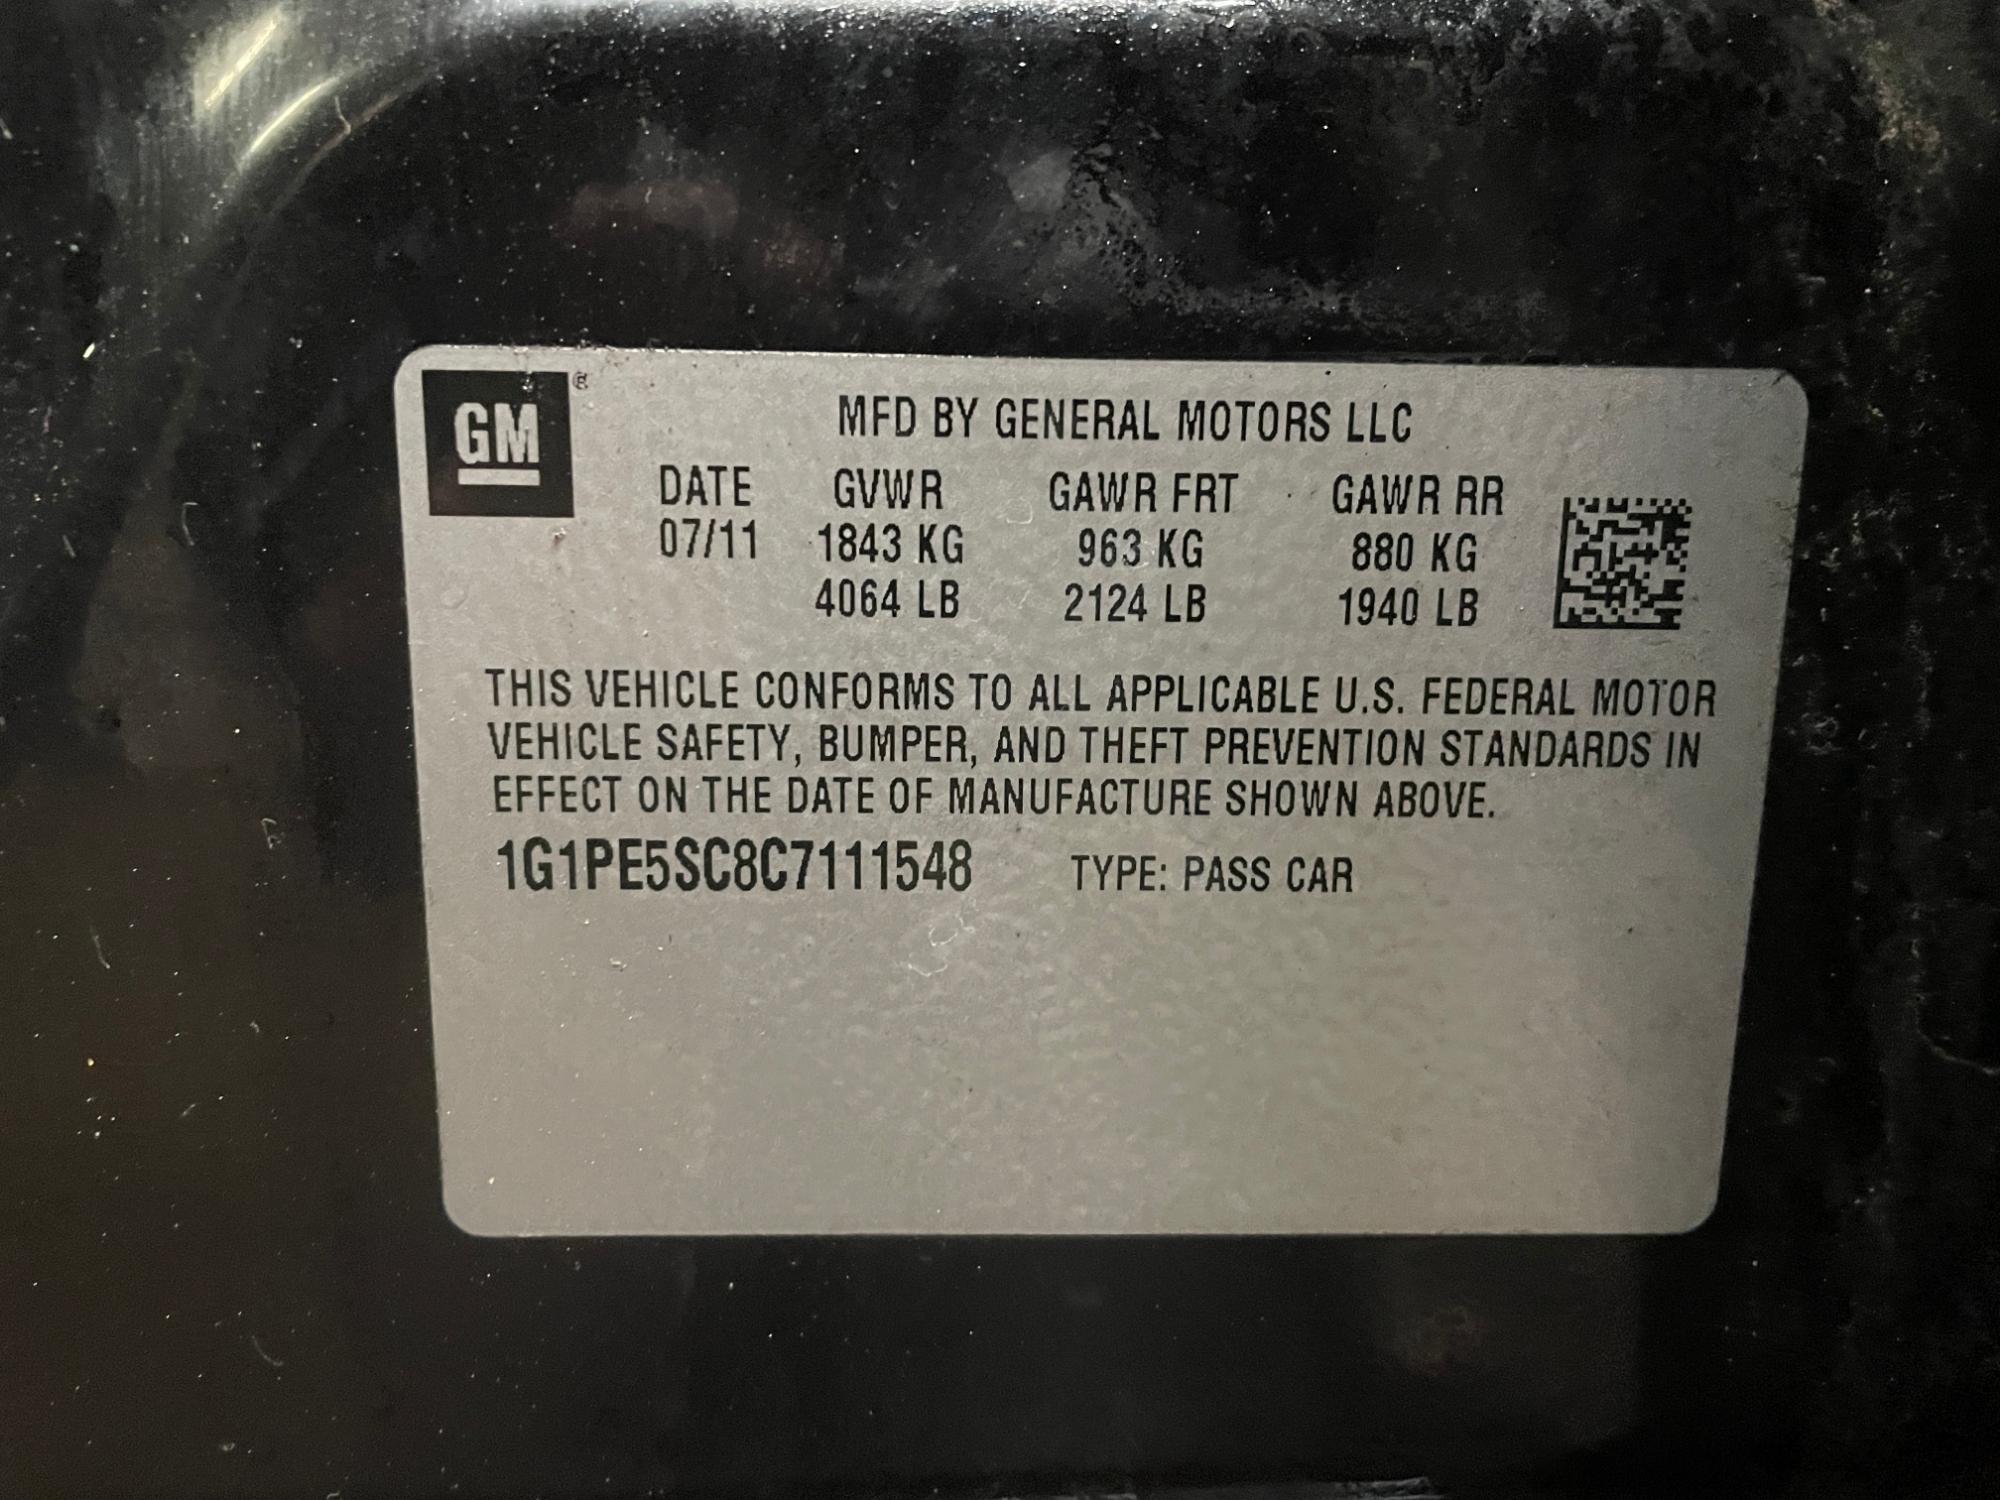 GM ®
MFD BY GENERAL MOTORS LLC
DATE GVWR GAWR FRT GAWR RR
07/11 1843 KG 963 KG 880 KG
4064 LB 2124 LB 1940 LB
THIS VEHICLE CONFORMS TO ALL APPLICABLE U.S. FEDERAL MOTOR
VEHICLE SAFETY, BUMPER, AND THEFT PREVENTION STANDARDS IN
EFFECT ON THE DATE OF MANUFACTURE SHOWN ABOVE.
1G1PE5SC8C7111548 TYPE: PASS CAR